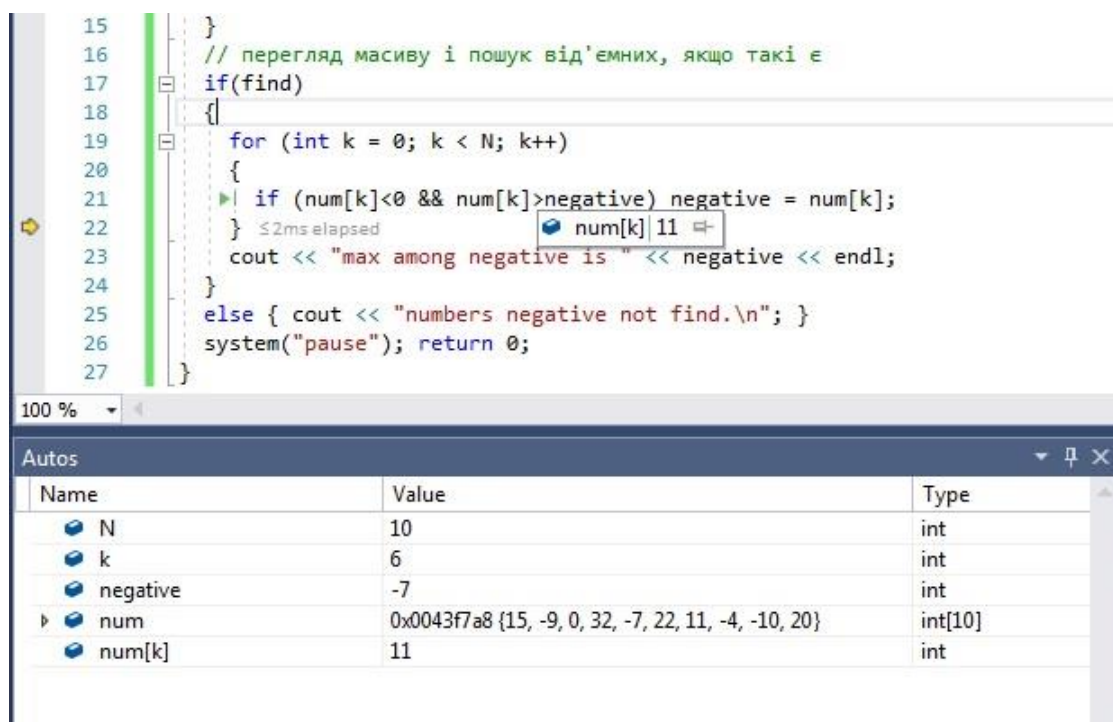 15 }
16 // перегляд масиву і пошук від'ємних, якщо такі є
17 if(find)
18 {
19 for (int k = 0; k < N; k++)
20 {
21 if (num[k]<0 && num[k]>negative) negative = num[k];
22 } ≤2ms elapsed num[k] 11
23 cout << "max among negative is " << negative << endl;
24 }
25 else { cout << "numbers negative not find.\n"; }
26 system("pause"); return 0;
27 }
100 %
Autos
Name Value Type
N 10 int
k 6 int
negative -7 int
num 0x0043f7a8 {15, -9, 0, 32, -7, 22, 11, -4, -10, 20} int[10]
num[k] 11 int